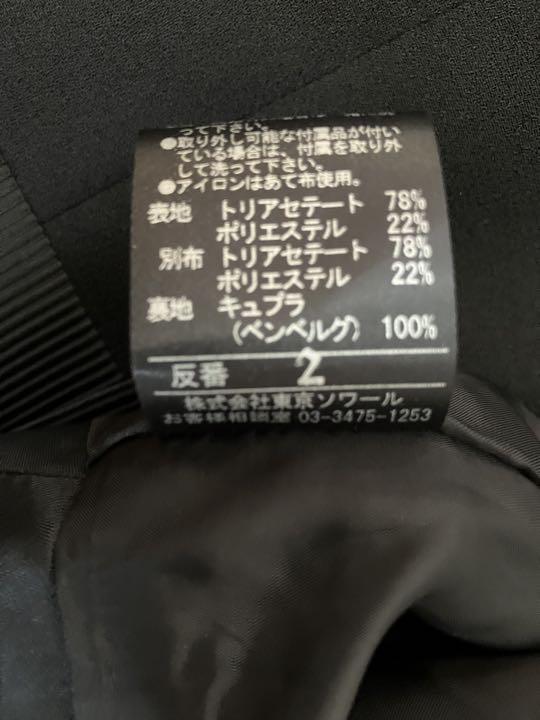 って下さい。
●取り外し可能な付属品が付い
ている場合は、付属を取り外
して洗って下さい。
●アイロンはあて布使用。
表地 トリアセテート 78%
ポリエステル 22%
別布 トリアセテート 78%
ポリエステル 22%
裏地 キュプラ
(ベンベルグ) 100%
反番 2
株式会社東京ソワール
お客様相談室 03-3475-1253